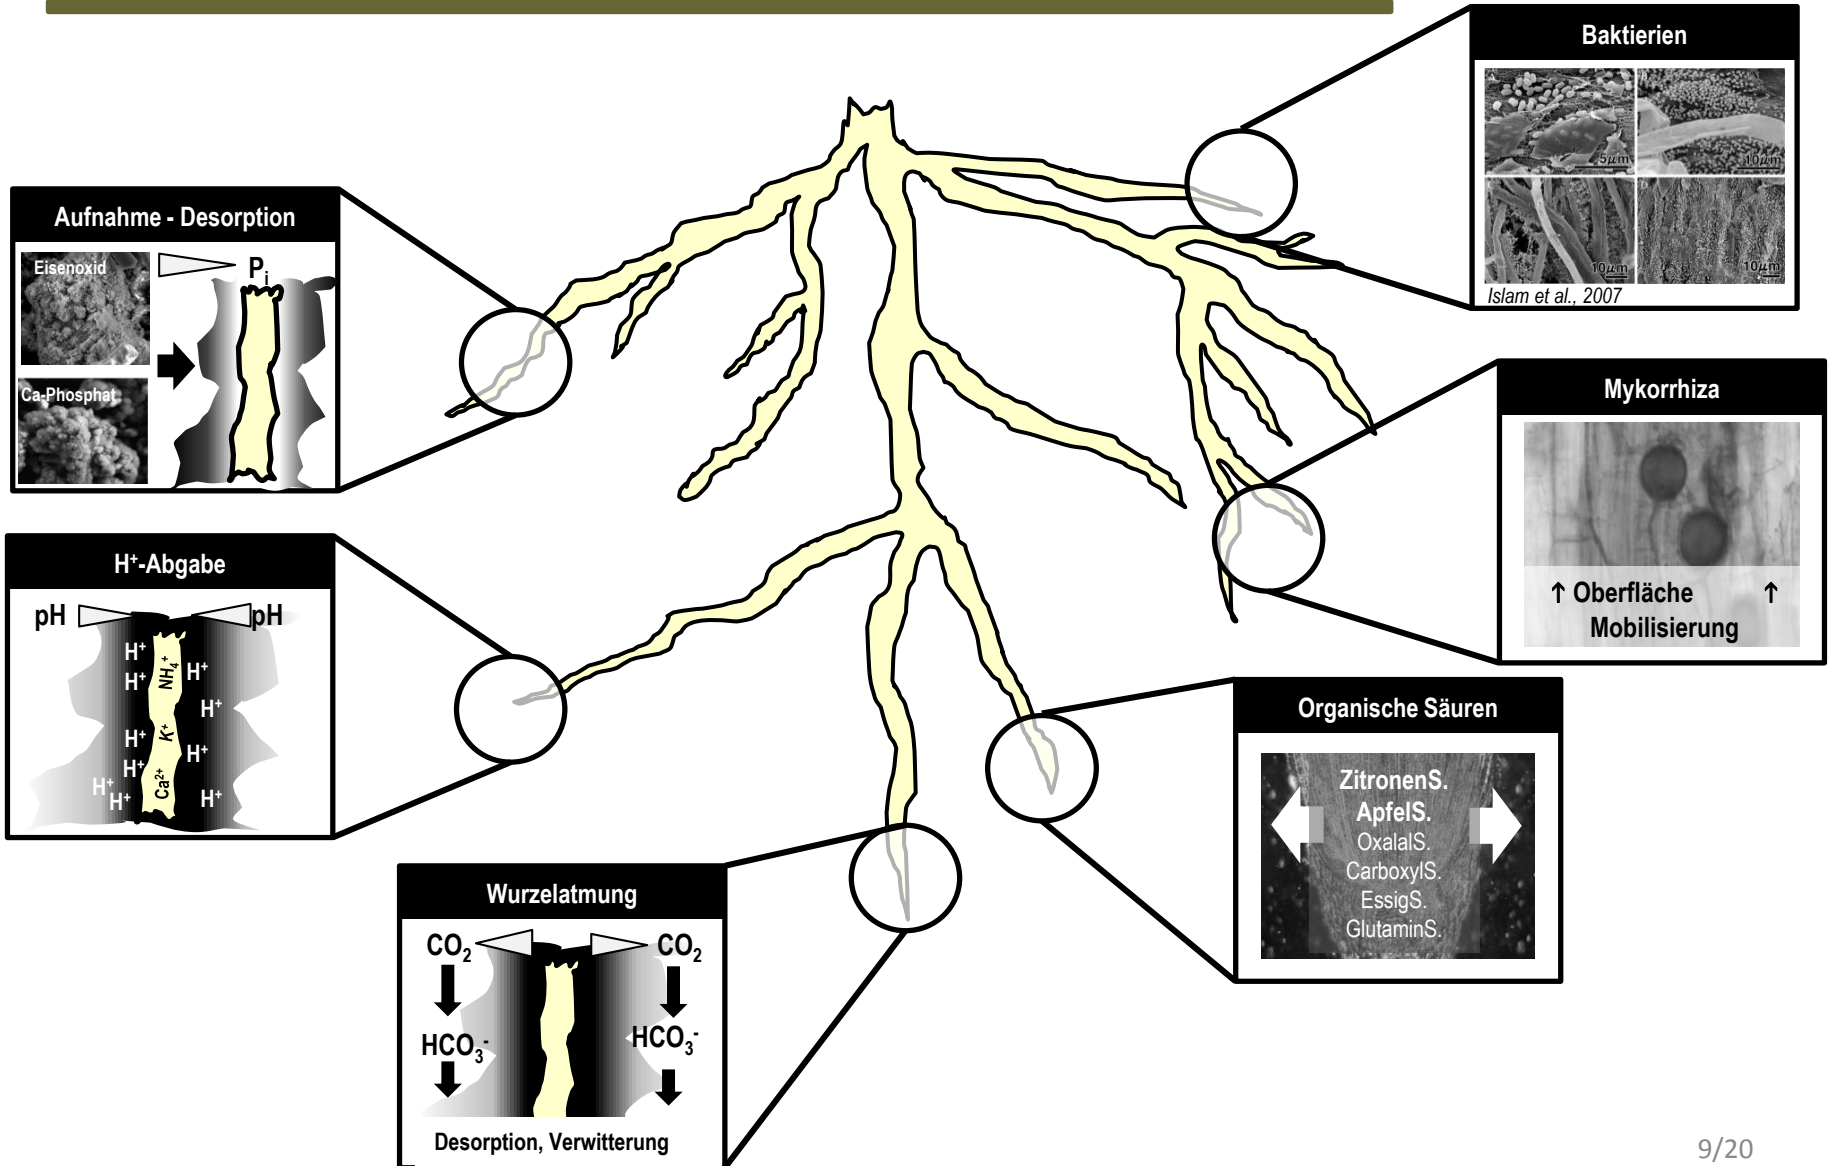 Baktierien
5µm
10µm
10µm
10µm
Islam et al., 2007
Aufnahme - Desorption
Eisenoxid
Pi
Ca-Phosphat
Mykorrhiza
↑ Oberfläche ↑
Mobilisierung
H⁺-Abgabe
pH pH
H⁺
H⁺
NH₄⁺
H⁺
H⁺
H⁺
K⁺
H⁺
H⁺
H⁺
H⁺
Ca²⁺
H⁺
Organische Säuren
ZitronenS.
ApfelS.
OxalalS.
CarboxylS.
EssigS.
GlutaminS.
Wurzelatmung
CO₂ CO₂
HCO₃⁻ HCO₃⁻
Desorption, Verwitterung
9/20